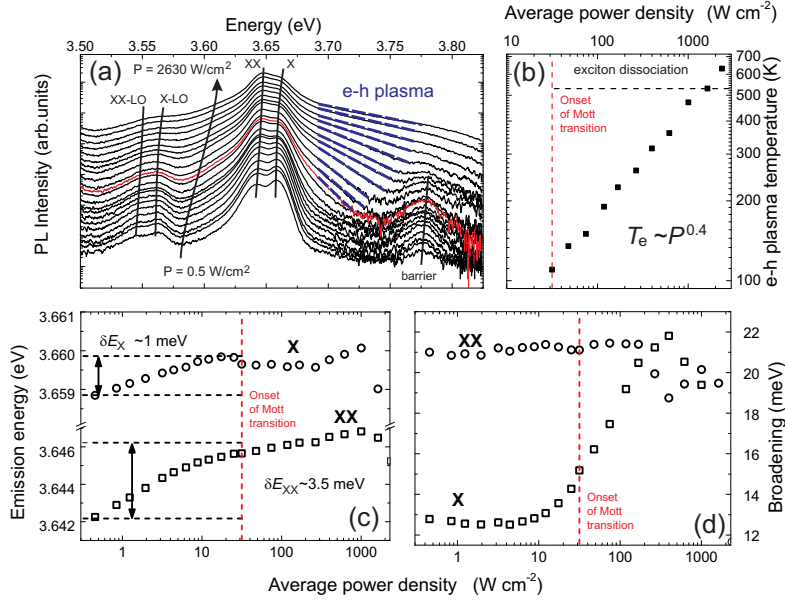 Energy (eV)
3.50 3.55 3.60 3.65 3.70 3.75 3.80
(a)
P = 2630 W/cm²
XX X
XX-LO X-LO
e-h plasma
P = 0.5 W/cm²
barrier
PL Intensity (arb.units)
Average power density (W cm⁻²)
10 100 1000
(b)
exciton dissociation
Onset
of Mott
transition
Tₑ ~P⁰·⁴
700
600
500
400
300
200
100
e-h plasma temperature (K)
3.661
3.660
3.659
3.646
3.644
3.642
Emission energy (eV)
δE_X ~1 meV
X
Onset
of Mott
transition
XX
δE_XX~3.5 meV
(c)
1 10 100 1000
XX
X
Onset
of Mott
transition
(d)
22
20
18
16
14
12
Broadening (meV)
1 10 100 1000
Average power density (W cm⁻²)